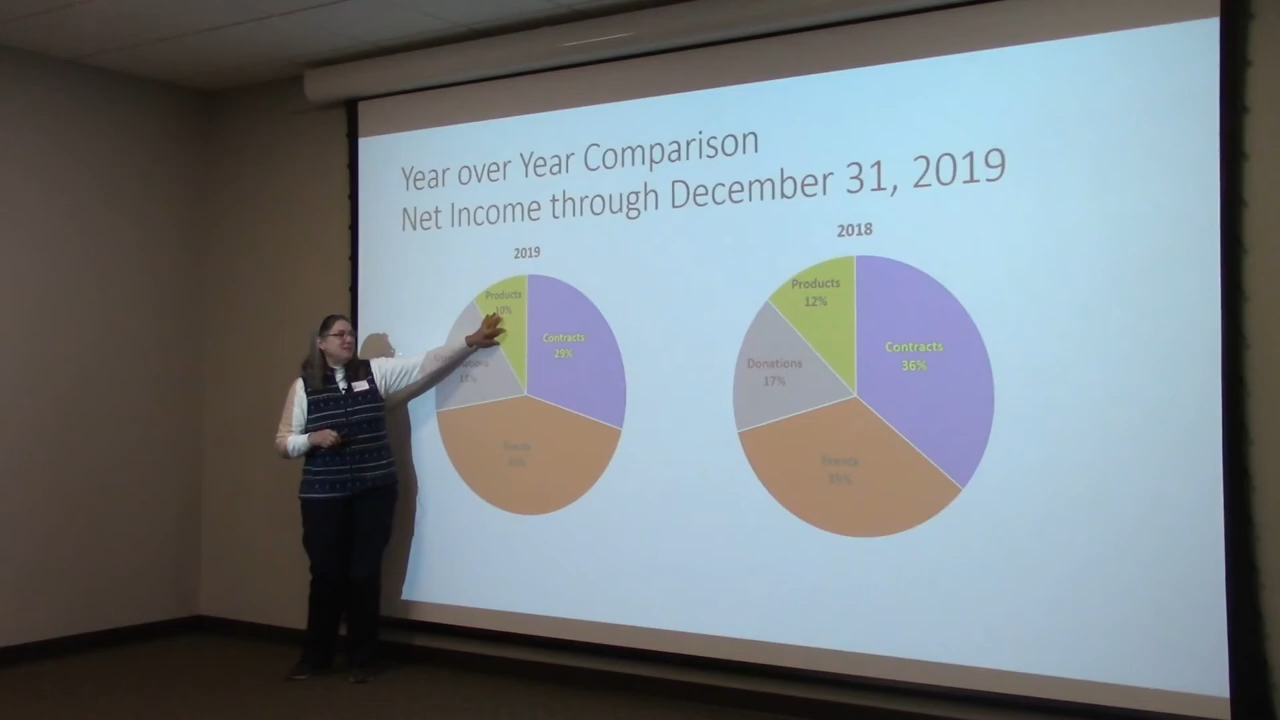 Year over Year Comparison
Net Income through December 31, 2019
2019
Products
10%
Contracts
29%
2018
Products
12%
Contracts
36%
Donations
17%